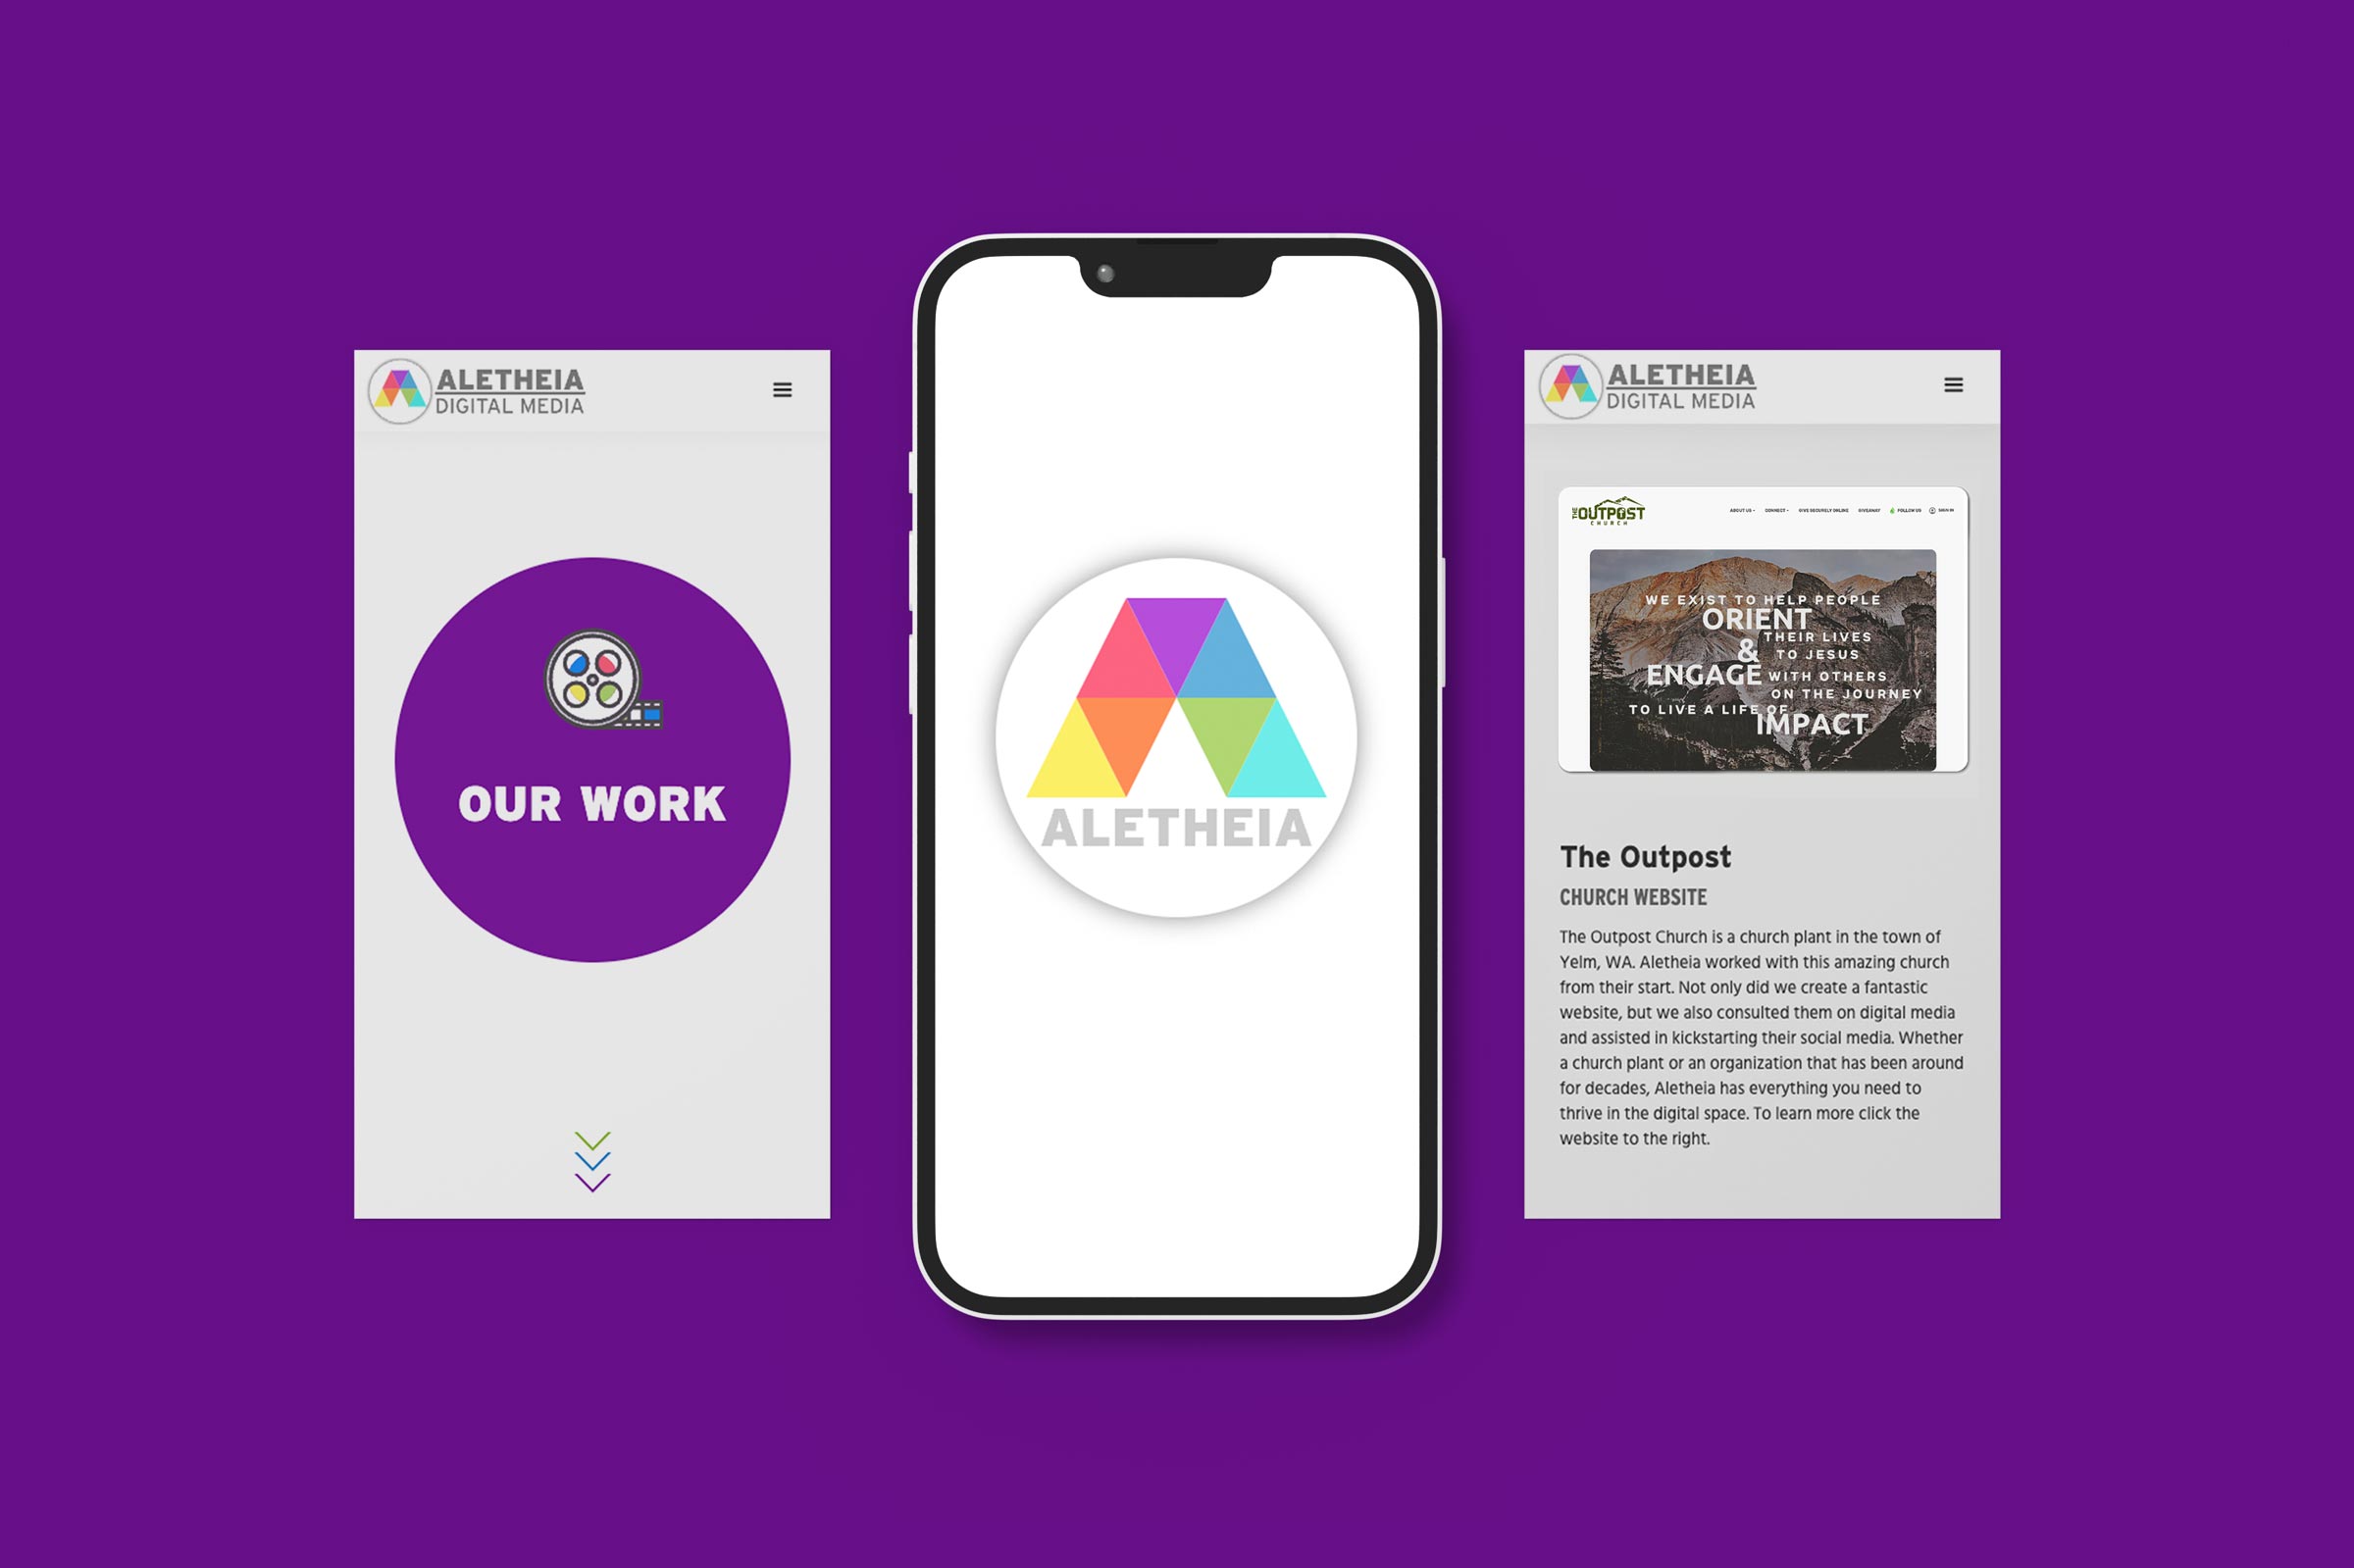 ALETHEIA
DIGITAL MEDIA
OUR WORK
ALETHEIA
ALETHEIA
DIGITAL MEDIA
THE OUTPOST
CHURCH
ABOUT US CONNECT GIVE SECURELY ONLINE GIVEAWAY FOLLOW US SIGN IN
WE EXIST TO HELP PEOPLE
ORIENT
THEIR LIVES
& TO JESUS
ENGAGE WITH OTHERS
ON THE JOURNEY
TO LIVE A LIFE OF
IMPACT
The Outpost
CHURCH WEBSITE
The Outpost Church is a church plant in the town of
Yelm, WA. Aletheia worked with this amazing church
from their start. Not only did we create a fantastic
website, but we also consulted them on digital media
and assisted in kickstarting their social media. Whether
a church plant or an organization that has been around
for decades, Aletheia has everything you need to
thrive in the digital space. To learn more click the
website to the right.